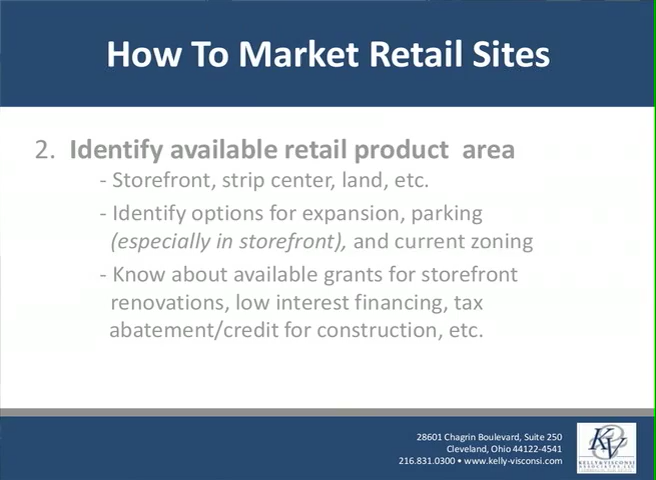 How To Market Retail Sites
2. Identify available retail product area
- Storefront, strip center, land, etc.
- Identify options for expansion, parking
(especially in storefront), and current zoning
- Know about available grants for storefront
renovations, low interest financing, tax
abatement/credit for construction, etc.
28601 Chagrin Boulevard, Suite 250
Cleveland, Ohio 44122-4541
216.831.0300 • www.kelly-visconsi.com
KV
KELLY & VISCONSI
ASSOCIATES, LLC